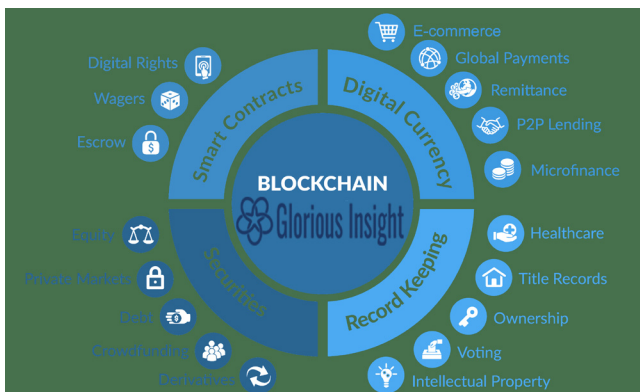 E-commerce
Global Payments
Remittance
P2P Lending
Microfinance
Digital Currency
Digital Rights
Wagers
Escrow
Smart Contracts
BLOCKCHAIN
Glorious Insight
Equity
Private Markets
Debt
Crowdfunding
Derivatives
Securities
Record Keeping
Healthcare
Title Records
Ownership
Voting
Intellectual Property